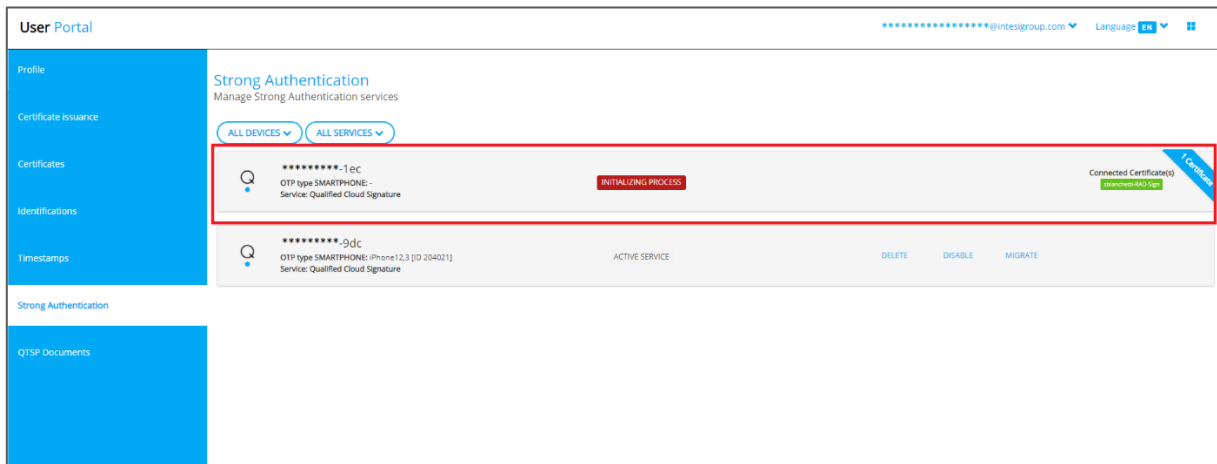 User Portal
*****************@intesigroup.com
Language EN
Profile
Certificate issuance
Certificates
Identifications
Timestamps
Strong Authentication
QTSP Documents
Strong Authentication
Manage Strong Authentication services
ALL DEVICES
ALL SERVICES
*********-1ec
OTP type SMARTPHONE: -
Service: Qualified Cloud Signature
INITIALIZING PROCESS
Connected Certificate(s)
sbianchetti-RAO-Sign
1 Certificate
*********-9dc
OTP type SMARTPHONE: iPhone12,3 [ID 204021]
Service: Qualified Cloud Signature
ACTIVE SERVICE
DELETE
DISABLE
MIGRATE